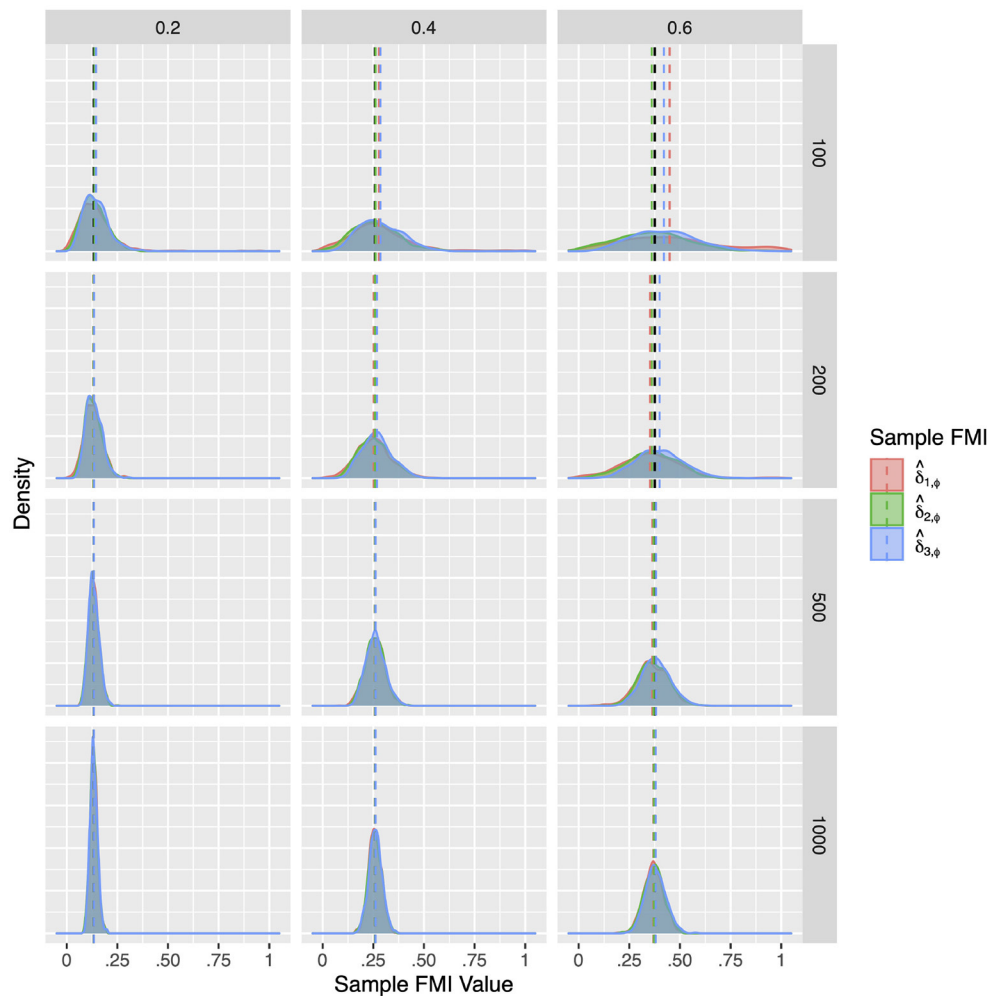 0.2 0.4 0.6
100
200
500
1000
Density
Sample FMI
δ̂₁,ϕ
δ̂₂,ϕ
δ̂₃,ϕ
0 .25 .50 .75 1 0 .25 .50 .75 1 0 .25 .50 .75 1
Sample FMI Value